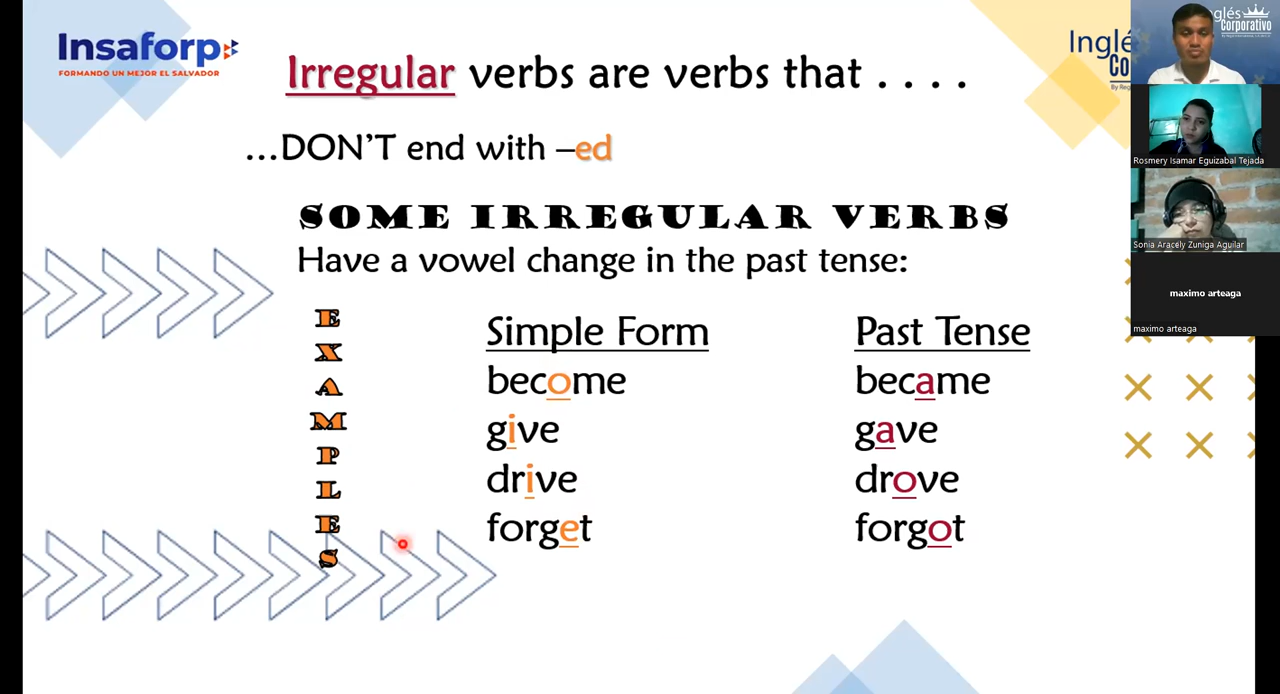 Insaforp
FORMANDO UN MEJOR EL SALVADOR
Irregular verbs are verbs that . . . .
...DON'T end with –ed
SOME IRREGULAR VERBS
Have a vowel change in the past tense:
EXAMPLES
Simple Form Past Tense
become became
give gave
drive drove
forget forgot
Inglés
Corporativo
Rosmery Isamar Eguizabal Tejada
Sonia Aracely Zuniga Aguilar
maximo arteaga
maximo arteaga